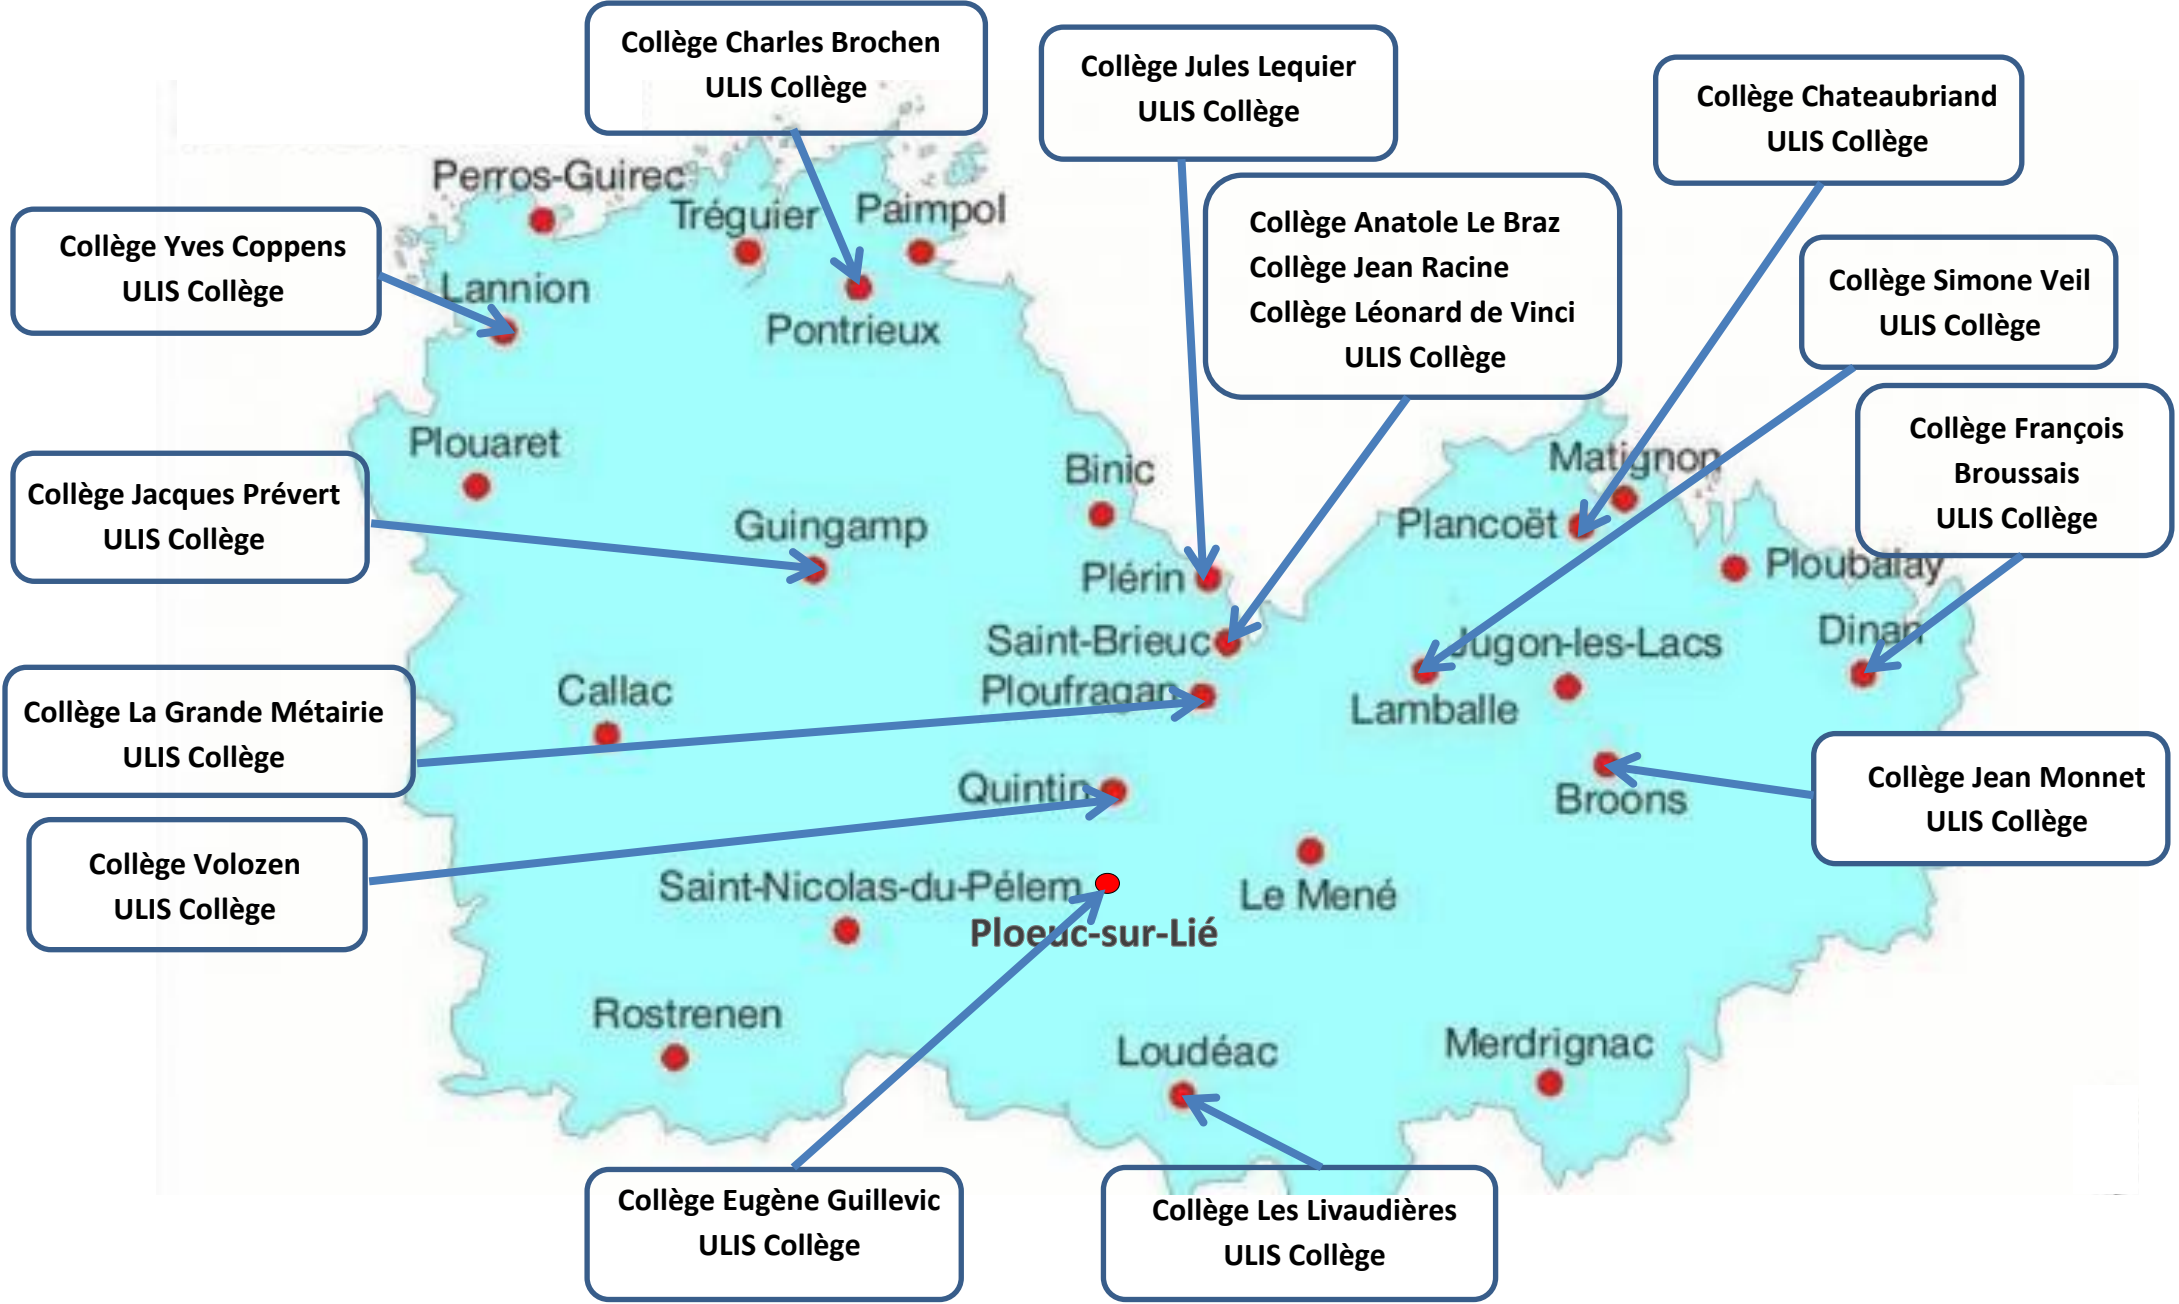 Collège Charles Brochen
ULIS Collège
Collège Jules Lequier
ULIS Collège
Collège Chateaubriand
ULIS Collège
Collège Anatole Le Braz
Collège Jean Racine
Collège Léonard de Vinci
ULIS Collège
Collège Yves Coppens
ULIS Collège
Collège Simone Veil
ULIS Collège
Collège François
Broussais
ULIS Collège
Collège Jacques Prévert
ULIS Collège
Collège La Grande Métairie
ULIS Collège
Collège Jean Monnet
ULIS Collège
Collège Volozen
ULIS Collège
Collège Eugène Guillevic
ULIS Collège
Collège Les Livaudières
ULIS Collège
Perros-Guirec
Tréguier
Paimpol
Lannion
Pontrieux
Plouaret
Binic
Matignon
Guingamp
Plancoët
Plérin
Ploubalay
Saint-Brieuc
Jugon-les-Lacs
Dinan
Callac
Ploufragan
Lamballe
Quintin
Broons
Saint-Nicolas-du-Pélem
Le Mené
Ploeuc-sur-Lié
Rostrenen
Loudéac
Merdrignac